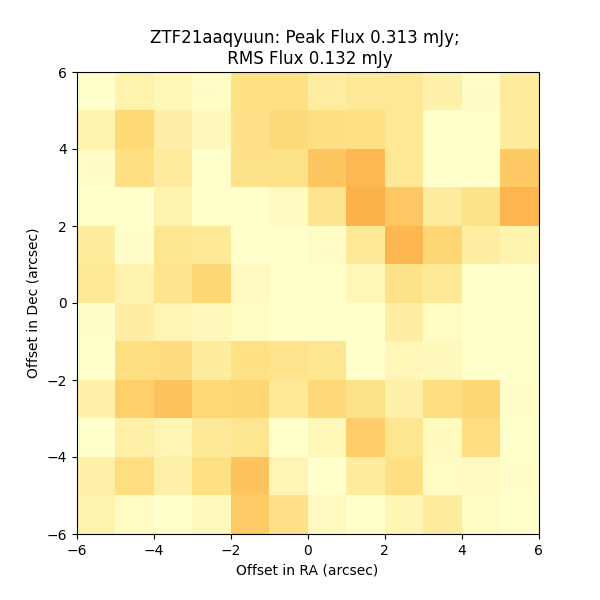 ZTF21aaqyuun: Peak Flux 0.313 mJy;
RMS Flux 0.132 mJy
6
4
2
0
−2
−4
−6
Offset in Dec (arcsec)
−6 −4 −2 0 2 4 6
Offset in RA (arcsec)